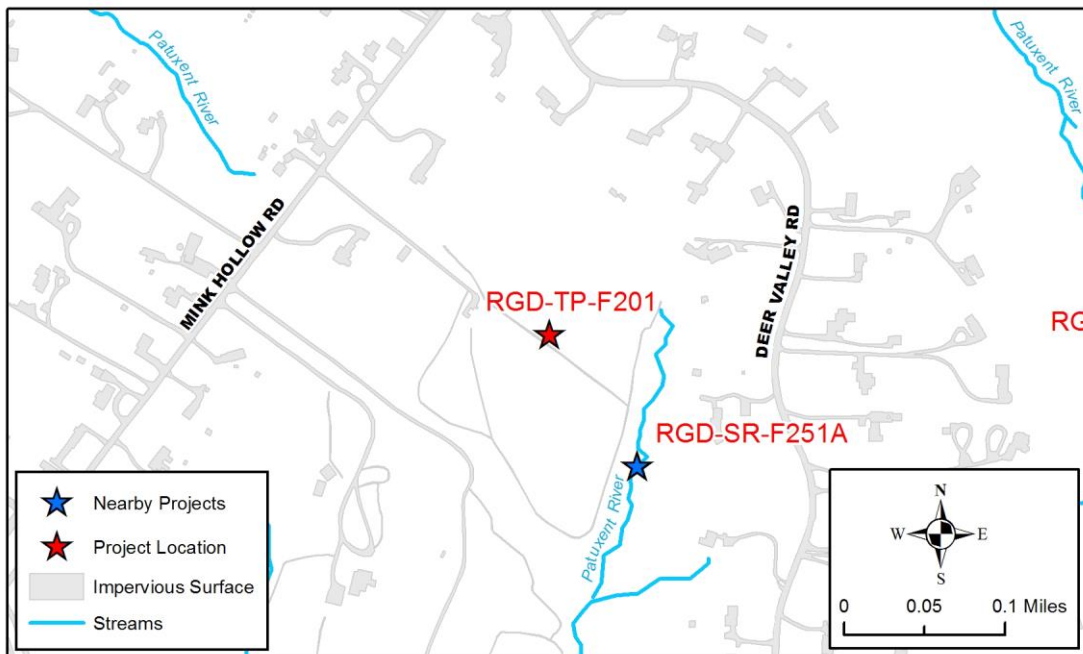 Patuxent River
Patuxent River
MINK HOLLOW RD
DEER VALLEY RD
RGD-TP-F201
RG
RGD-SR-F251A
Patuxent River
Nearby Projects
Project Location
Impervious Surface
Streams
N
W E
S
0 0.05 0.1 Miles